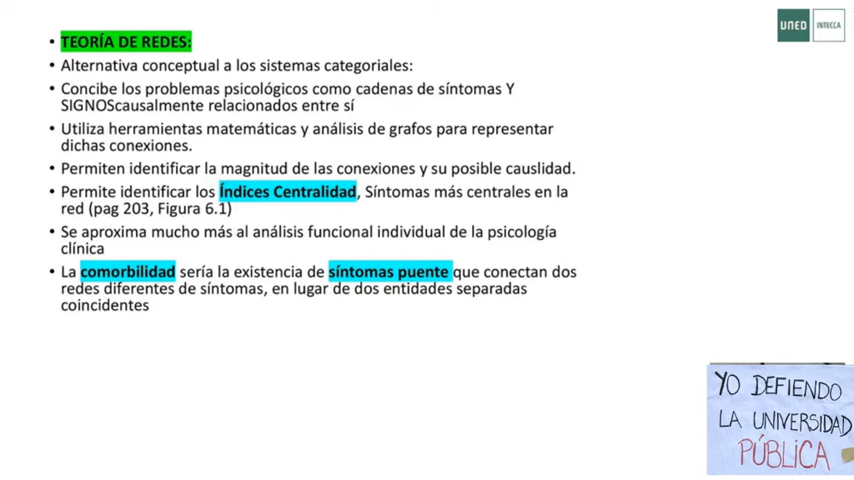 UNED INTECCA
• TEORÍA DE REDES:
• Alternativa conceptual a los sistemas categoriales:
• Concibe los problemas psicológicos como cadenas de síntomas Y
SIGNOScausalmente relacionados entre sí
• Utiliza herramientas matemáticas y análisis de grafos para representar
dichas conexiones.
• Permiten identificar la magnitud de las conexiones y su posible causlidad.
• Permite identificar los Índices Centralidad, Síntomas más centrales en la
red (pag 203, Figura 6.1)
• Se aproxima mucho más al análisis funcional individual de la psicología
clínica
• La comorbilidad sería la existencia de síntomas puente que conectan dos
redes diferentes de síntomas, en lugar de dos entidades separadas
coincidentes
YO DEFIENDO
LA UNIVERSIDAD
PÚBLICA